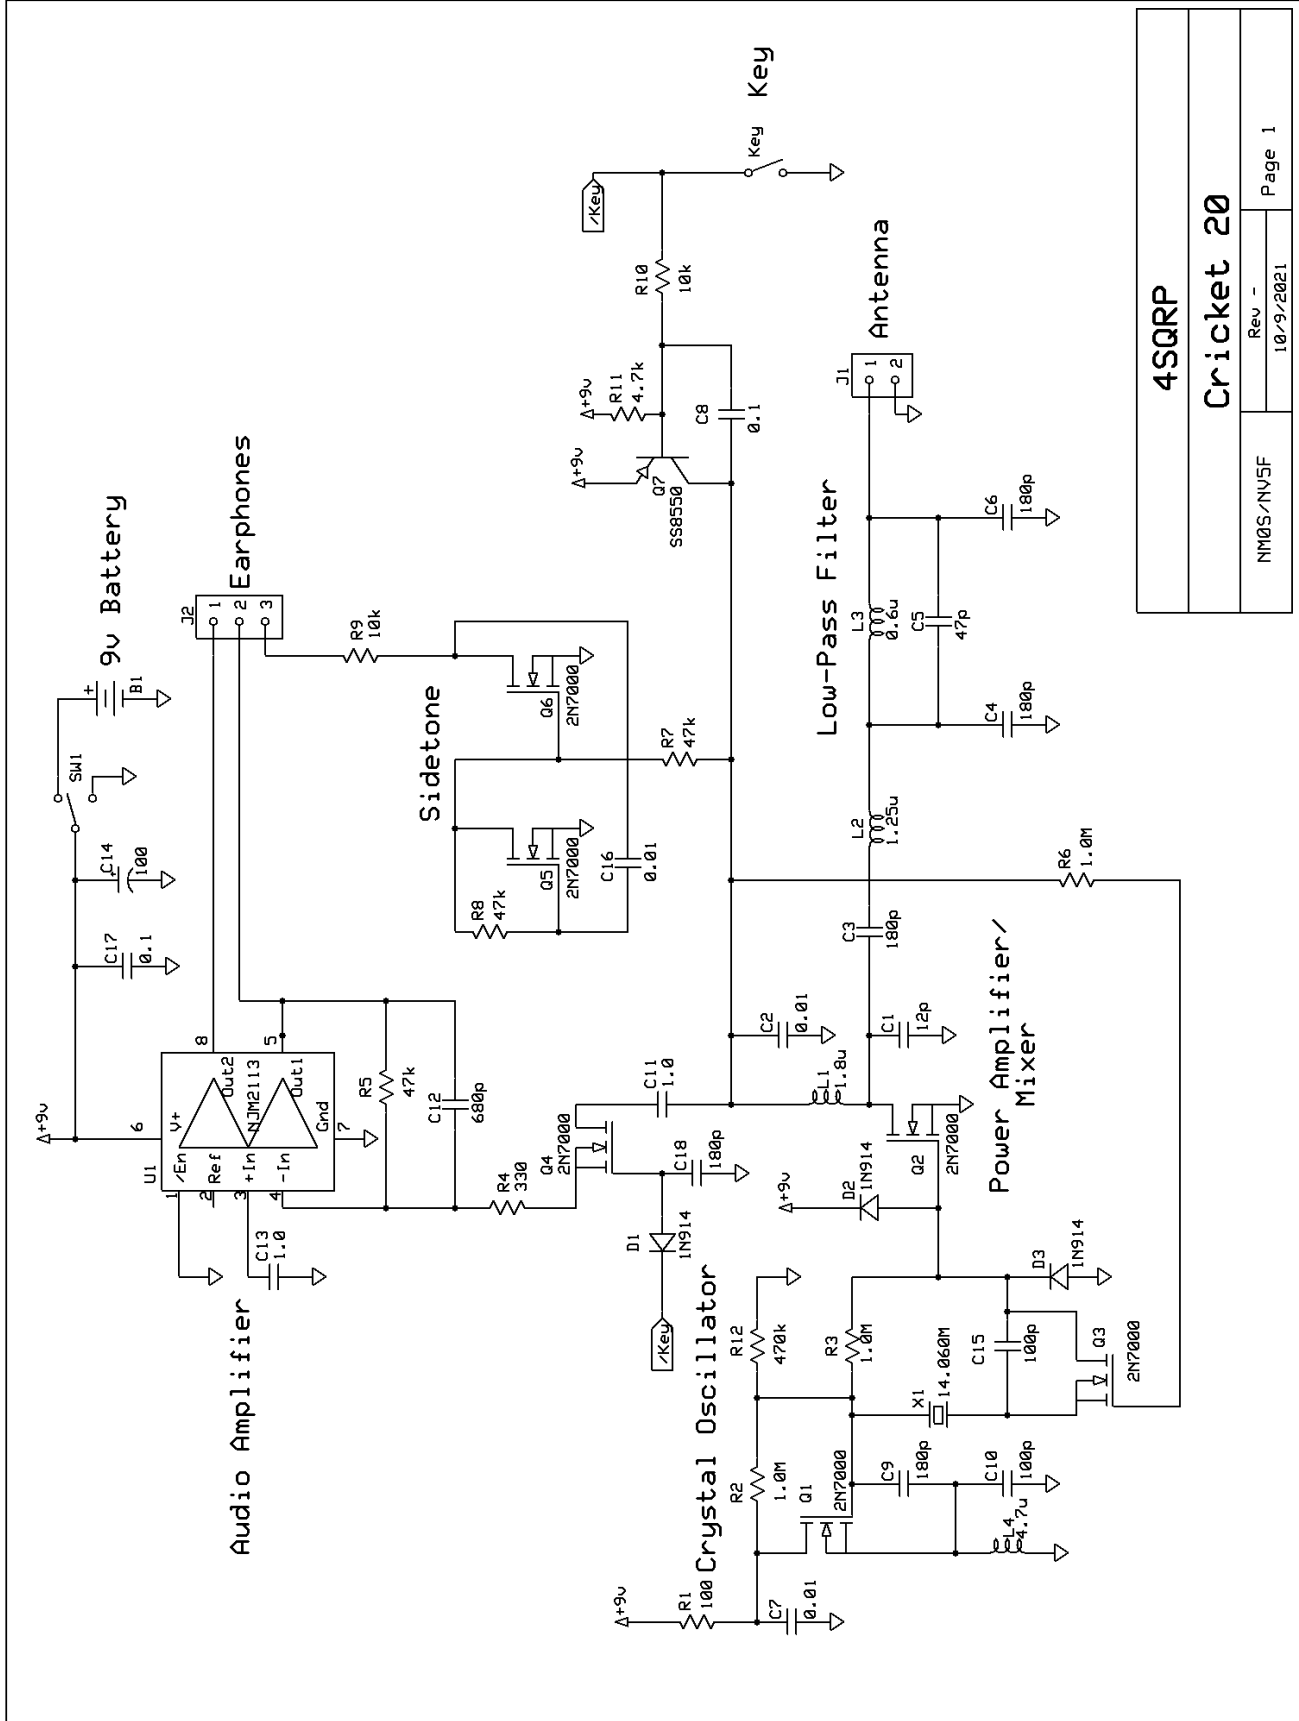 Audio Amplifier
+9v
6
U1
V+
1
/En
2
Ref
3
+In
4
-In
NJM2113
Out2
8
Out1
5
Gnd
7
C13
1.0
C17
0.1
C14
+
100
SW1
9v Battery
+
B1
J2
1
2
3
Earphones
R5
47k
C12
680p
R4
330
Q4
2N7000
C11
1.0
C18
180p
D1
1N914
/Key
Sidetone
R8
47k
Q5
2N7000
C16
0.01
Q6
2N7000
R9
10k
R7
47k
+9v
Q7
SS8550
+9v
R11
4.7k
C8
0.1
R10
10k
/Key
Key
Key
Crystal Oscillator
+9v
R1
100
C7
0.01
R2
1.0M
R12
470k
Q1
2N7000
R3
1.0M
C9
180p
C10
100p
L4
4.7u
X1
14.060M
C15
100p
Q3
2N7000
D3
1N914
+9v
D2
1N914
Q2
2N7000
Power Amplifier/
Mixer
L1
1.8u
C2
0.01
C1
12p
C3
180p
R6
1.0M
Low-Pass Filter
L2
1.25u
C4
180p
L3
0.6u
C5
47p
C6
180p
J1
1
2
Antenna
4SQRP
Cricket 20
NM0S/NV5F
Rev -
10/9/2021
Page 1